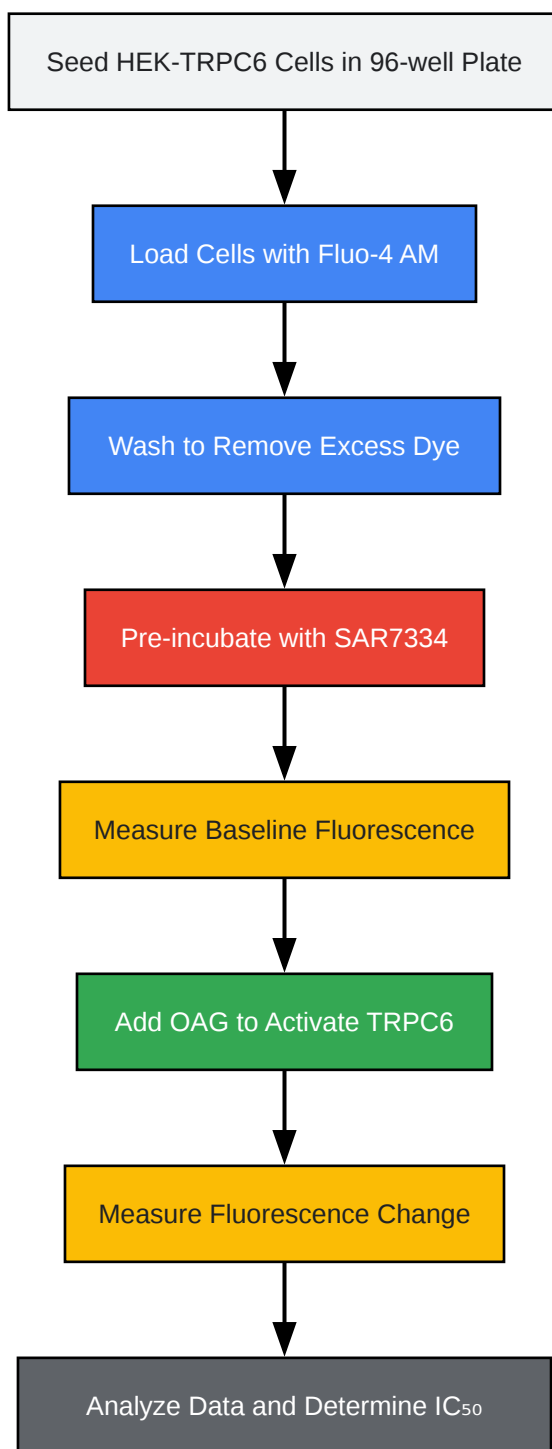 Seed HEK-TRPC6 Cells in 96-well Plate
Load Cells with Fluo-4 AM
Wash to Remove Excess Dye
Pre-incubate with SAR7334
Measure Baseline Fluorescence
Add OAG to Activate TRPC6
Measure Fluorescence Change
Analyze Data and Determine IC₅₀